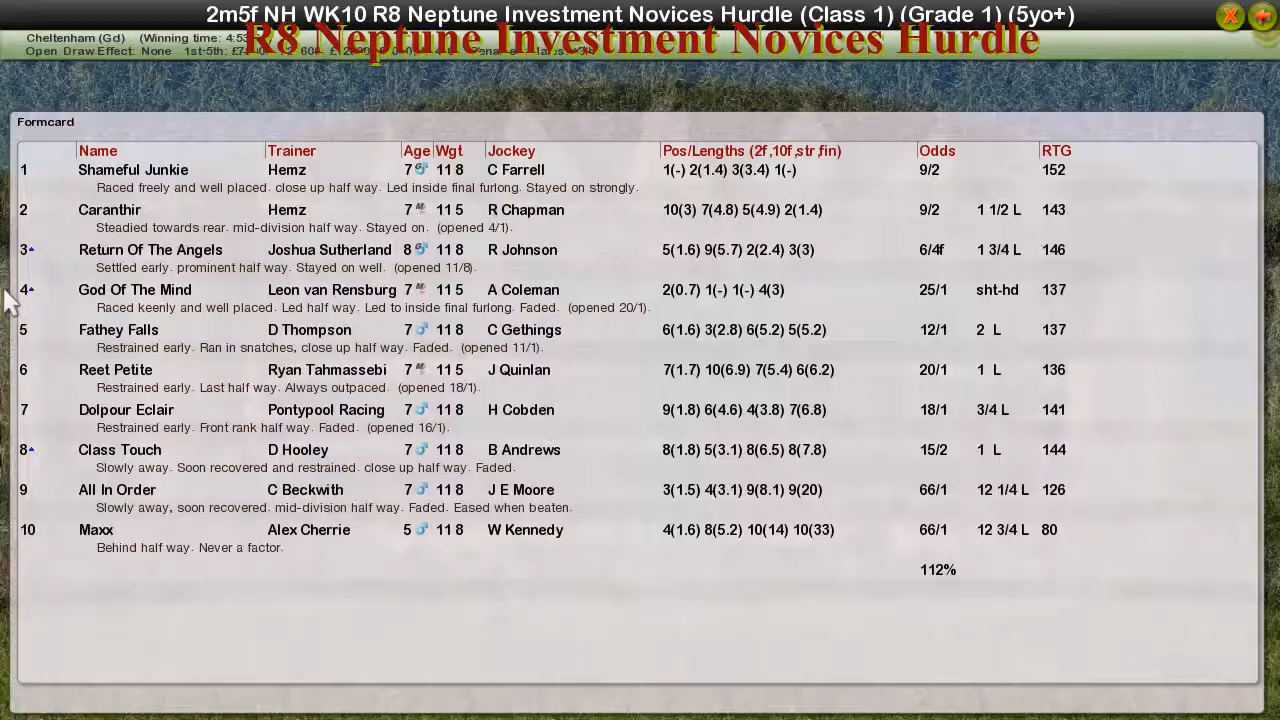 2m5f NH WK10 R8 Neptune Investment Novices Hurdle (Class 1) (Grade 1) (5yo+)
R8 Neptune Investment Novices Hurdle
Cheltenham (Gd) (Winning time: 4:53
Open Draw Effect: None 1st-5th:
Formcard
Name Trainer Age Wgt Jockey Pos/Lengths (2f,10f,str,fin) Odds RTG
1 Shameful Junkie Hemz 7 11 8 C Farrell 1(-) 2(1.4) 3(3.4) 1(-) 9/2 152
Raced freely and well placed. close up half way. Led inside final furlong. Stayed on strongly.
2 Caranthir Hemz 7 11 5 R Chapman 10(3) 7(4.8) 5(4.9) 2(1.4) 9/2 1 1/2 L 143
Steadied towards rear. mid-division half way. Stayed on. (opened 4/1).
3 Return Of The Angels Joshua Sutherland 8 11 8 R Johnson 5(1.6) 9(5.7) 2(2.4) 3(3) 6/4f 1 3/4 L 146
Settled early. prominent half way. Stayed on well. (opened 11/8).
4 God Of The Mind Leon van Rensburg 7 11 5 A Coleman 2(0.7) 1(-) 1(-) 4(3) 25/1 sht-hd 137
Raced keenly and well placed. Led half way. Led to inside final furlong. Faded. (opened 20/1).
5 Fathey Falls D Thompson 7 11 8 C Gethings 6(1.6) 3(2.8) 6(5.2) 5(5.2) 12/1 2 L 137
Restrained early. Ran in snatches, close up half way. Faded. (opened 11/1).
6 Reet Petite Ryan Tahmassebi 7 11 5 J Quinlan 7(1.7) 10(6.9) 7(5.4) 6(6.2) 20/1 1 L 136
Restrained early. Last half way. Always outpaced. (opened 18/1).
7 Dolpour Eclair Pontypool Racing 7 11 8 H Cobden 9(1.8) 6(4.6) 4(3.8) 7(6.8) 18/1 3/4 L 141
Restrained early. Front rank half way. Faded. (opened 16/1).
8 Class Touch D Hooley 7 11 8 B Andrews 8(1.8) 5(3.1) 8(6.5) 8(7.8) 15/2 1 L 144
Slowly away. Soon recovered and restrained. close up half way. Faded.
9 All In Order C Beckwith 7 11 8 J E Moore 3(1.5) 4(3.1) 9(8.1) 9(20) 66/1 12 1/4 L 126
Slowly away, soon recovered. mid-division half way. Faded. Eased when beaten.
10 Maxx Alex Cherrie 5 11 8 W Kennedy 4(1.6) 8(5.2) 10(14) 10(33) 66/1 12 3/4 L 80
Behind half way. Never a factor.
112%